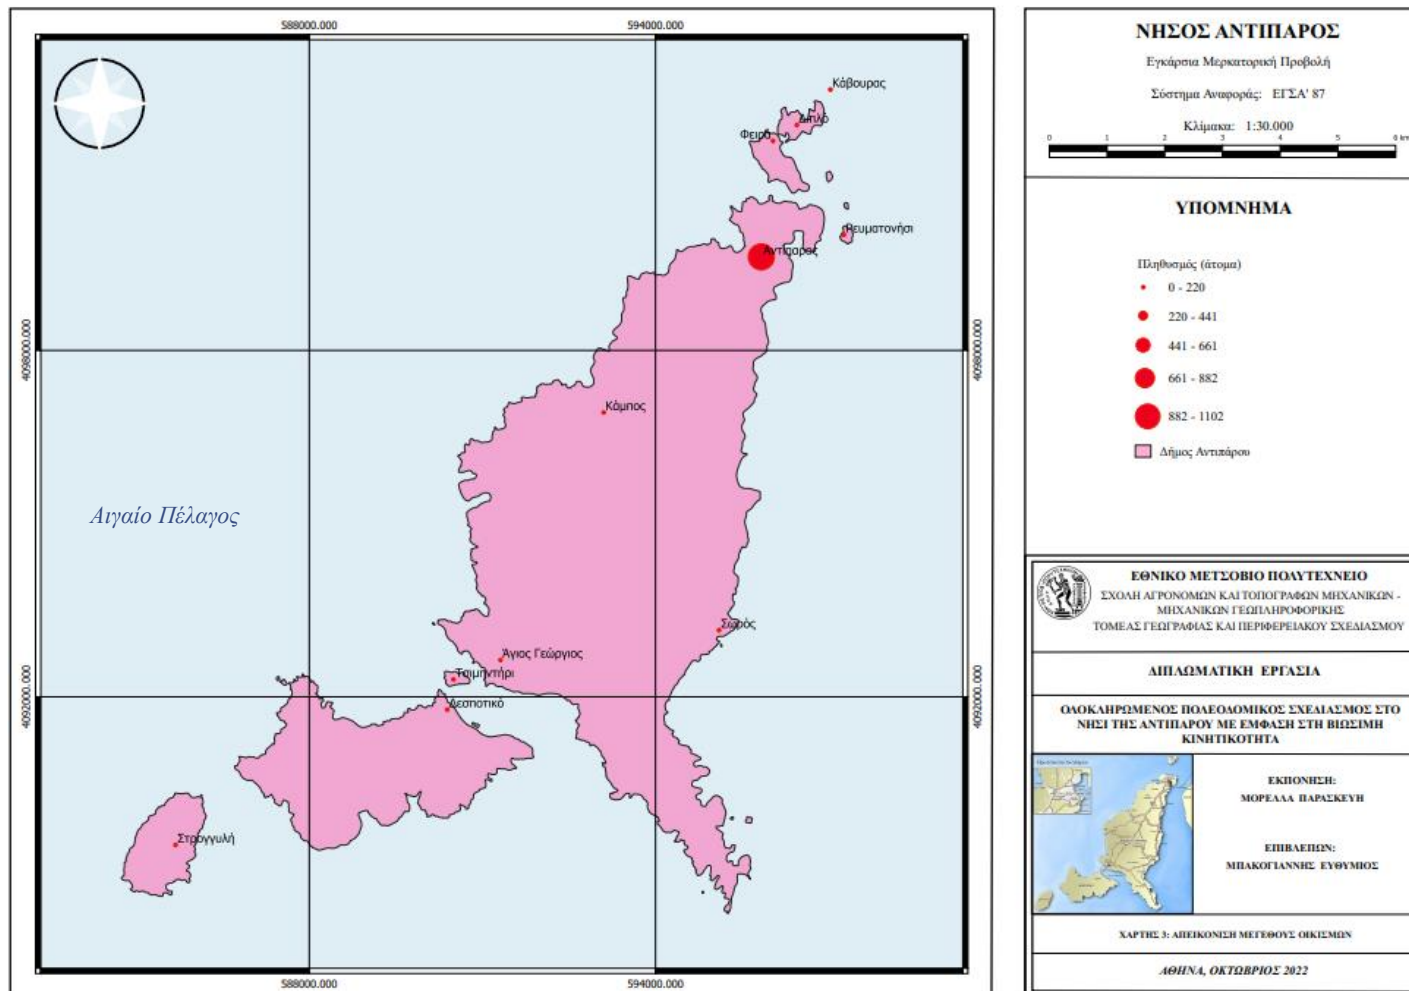 588000.000
594000.000
Κάβουρας
Διπλό
Φειρά
Ρευματονήσι
Αντίπαρος
4098000.000
4098000.000
Κάμπος
Αιγαίο Πέλαγος
Σωρός
Άγιος Γεώργιος
Τσιμηντήρι
Δεσποτικό
4092000.000
4092000.000
Στρογγυλή
588000.000
594000.000
ΝΗΣΟΣ ΑΝΤΙΠΑΡΟΣ
Εγκάρσια Μερκατορική Προβολή
Σύστημα Αναφοράς: ΕΓΣΑ' 87
Κλίμακα: 1:30.000
0 1 2 3 4 5 6 km
ΥΠΟΜΝΗΜΑ
Πληθυσμός (άτομα)
0 - 220
220 - 441
441 - 661
661 - 882
882 - 1102
Δήμος Αντιπάρου
ΕΘΝΙΚΟ ΜΕΤΣΟΒΙΟ ΠΟΛΥΤΕΧΝΕΙΟ
ΣΧΟΛΗ ΑΓΡΟΝΟΜΩΝ ΚΑΙ ΤΟΠΟΓΡΑΦΩΝ ΜΗΧΑΝΙΚΩΝ -
ΜΗΧΑΝΙΚΩΝ ΓΕΩΠΛΗΡΟΦΟΡΙΚΗΣ
ΤΟΜΕΑΣ ΓΕΩΓΡΑΦΙΑΣ ΚΑΙ ΠΕΡΙΦΕΡΕΙΑΚΟΥ ΣΧΕΔΙΑΣΜΟΥ
ΔΙΠΛΩΜΑΤΙΚΗ ΕΡΓΑΣΙΑ
ΟΛΟΚΛΗΡΩΜΕΝΟΣ ΠΟΛΕΟΔΟΜΙΚΟΣ ΣΧΕΔΙΑΣΜΟΣ ΣΤΟ
ΝΗΣΙ ΤΗΣ ΑΝΤΙΠΑΡΟΥ ΜΕ ΕΜΦΑΣΗ ΣΤΗ ΒΙΩΣΙΜΗ
ΚΙΝΗΤΙΚΟΤΗΤΑ
ΕΚΠΟΝΗΣΗ:
ΜΟΡΕΛΛΑ ΠΑΡΑΣΚΕΥΗ
ΕΠΙΒΛΕΠΩΝ:
ΜΠΑΚΟΓΙΑΝΝΗΣ ΕΥΘΥΜΙΟΣ
ΧΑΡΤΗΣ 3: ΑΠΕΙΚΟΝΙΣΗ ΜΕΓΕΘΟΥΣ ΟΙΚΙΣΜΩΝ
ΑΘΗΝΑ, ΟΚΤΩΒΡΙΟΣ 2022